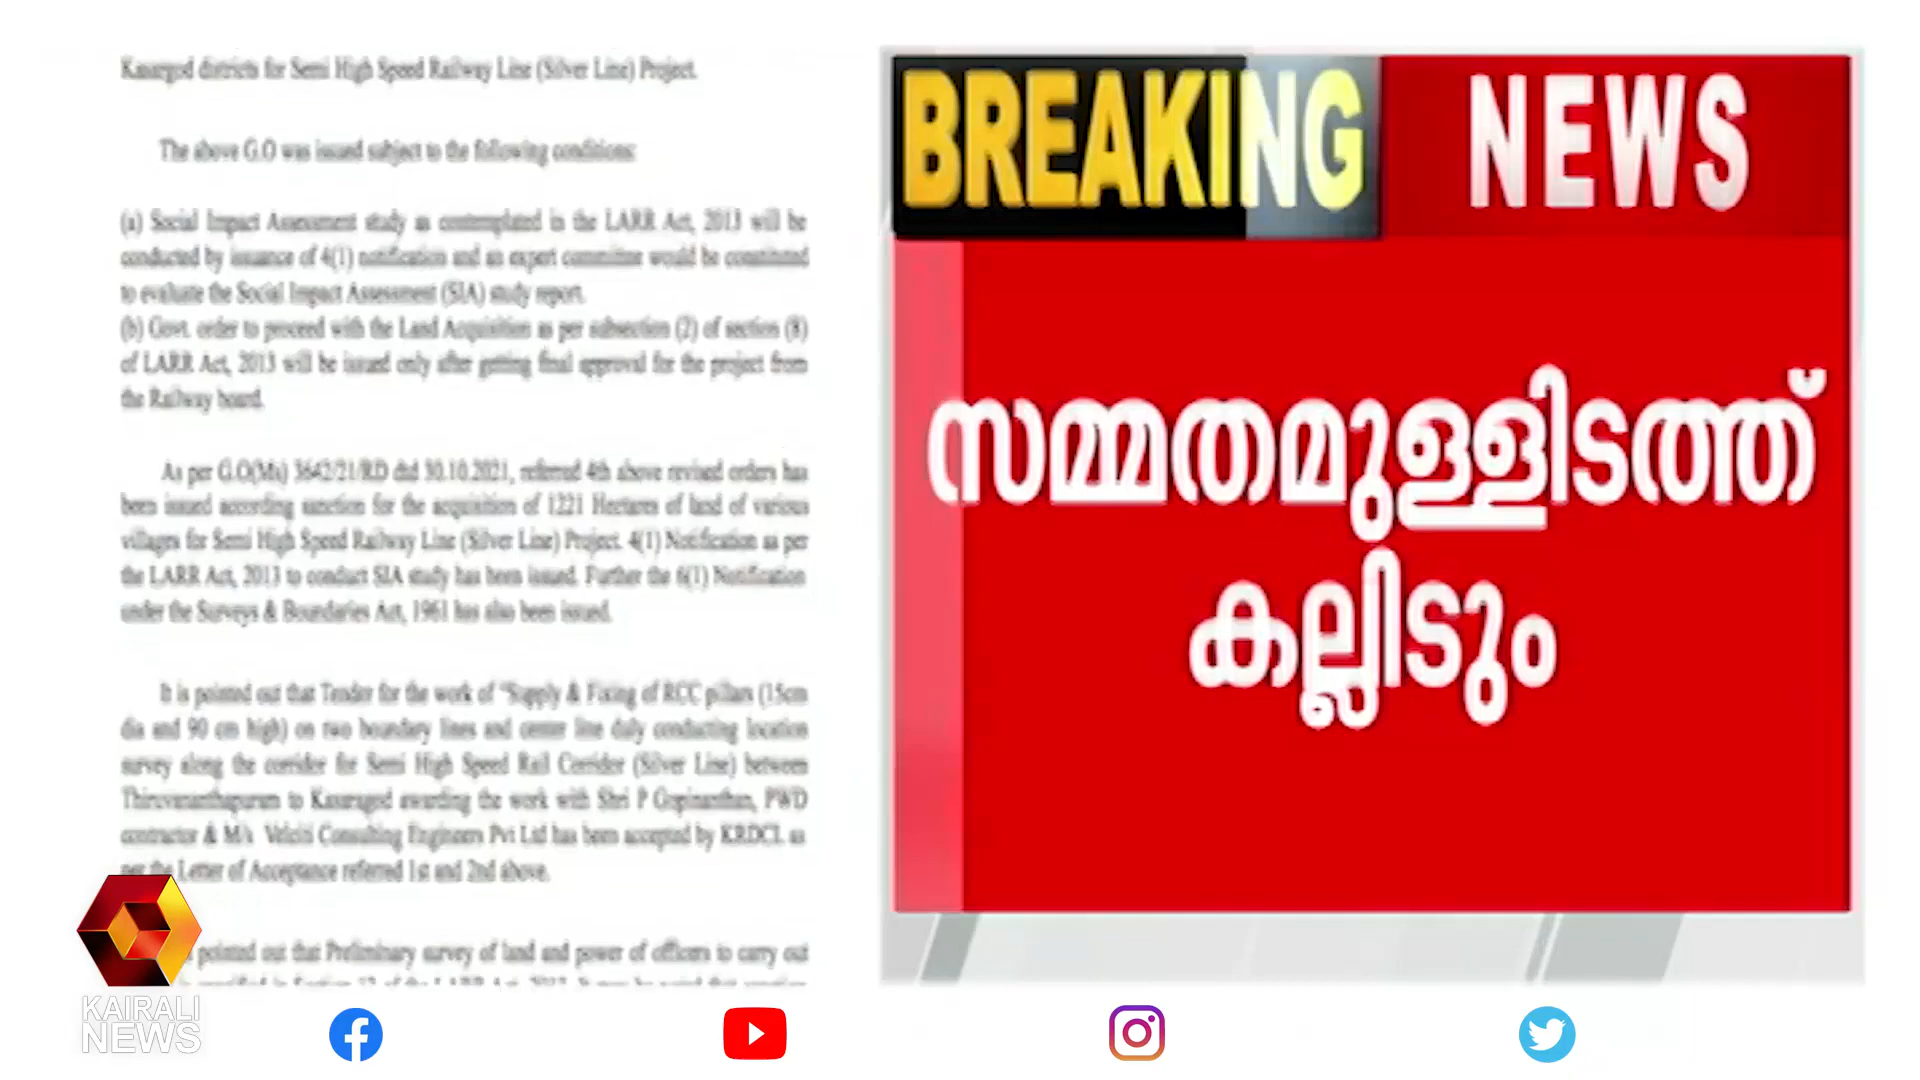 Kasargod districts for Semi High Speed Railway Line (Silver Line) Project.
The above G.O was issued subject to the following conditions:
(a) Social Impact Assessment study as contemplated in the LARR Act, 2013 will be
conducted by issuance of 4(1) notification and an expert committee would be constituted
to evaluate the Social Impact Assessment (SIA) study report.
(b) Govt. order to proceed with the Land Acquisition as per subsection (2) of section (8)
of LARR Act, 2013 will be issued only after getting final approval for the project from
the Railway board.
As per G.O(Ms) 3642/21/RD dtd 30.10.2021, referred 4th above revised orders has
been issued according sanction for the acquisition of 1221 Hectares of land of various
villages for Semi High Speed Railway Line (Silver Line) Project. 4(1) Notification as per
the LARR Act, 2013 to conduct SIA study has been issued. Further the 6(1) Notification
under the Surveys & Boundaries Act, 1961 has also been issued.
It is pointed out that Tender for the work of "Supply & Fixing of RCC pillars (15cm
dia and 90 cm high) on two boundary lines and center line duly conducting location
survey along the corridor for Semi High Speed Rail Corridor (Silver Line) between
Thiruvananthapuram to Kasaragod awarding the work with Shri P Gopinanthan, PWD
contractor & M/s Velciti Consulting Engineers Pvt Ltd has been accepted by KRDCL as
per the Letter of Acceptance referred 1st and 2nd above.
pointed out that Preliminary survey of land and power of officers to carry out
BREAKING NEWS
സമ്മതമുള്ളിടത്ത്
കല്ലിടും
KAIRALI
NEWS